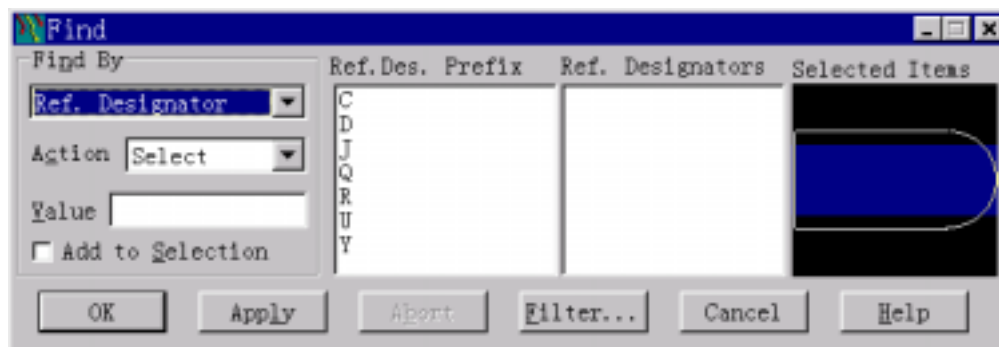 Find
Find By
Ref. Designator
Action Select
Value
Add to Selection
Ref.Des. Prefix
C
D
J
Q
R
U
Y
Ref. Designators
Selected Items
OK Apply Abort Filter... Cancel Help